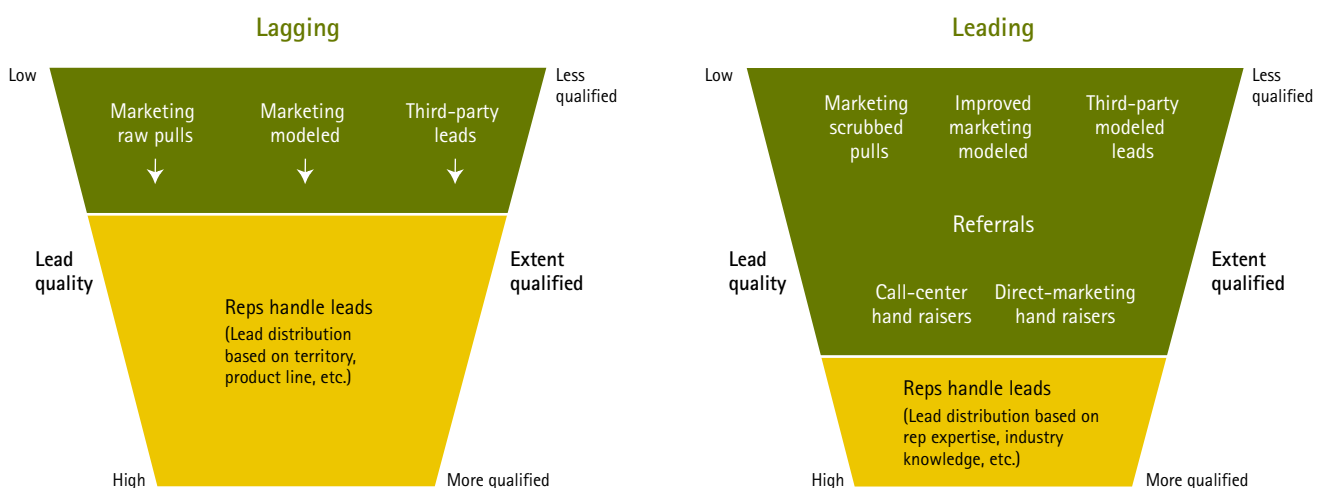 Lagging
Low
Less
qualified
Marketing
raw pulls
Marketing
modeled
Third-party
leads
Lead
quality
Extent
qualified
Reps handle leads
(Lead distribution
based on territory,
product line, etc.)
High
More qualified
Leading
Low
Less
qualified
Marketing
scrubbed
pulls
Improved
marketing
modeled
Third-party
modeled
leads
Referrals
Lead
quality
Extent
qualified
Call-center
hand raisers
Direct-marketing
hand raisers
Reps handle leads
(Lead distribution based on
rep expertise, industry
knowledge, etc.)
High
More qualified